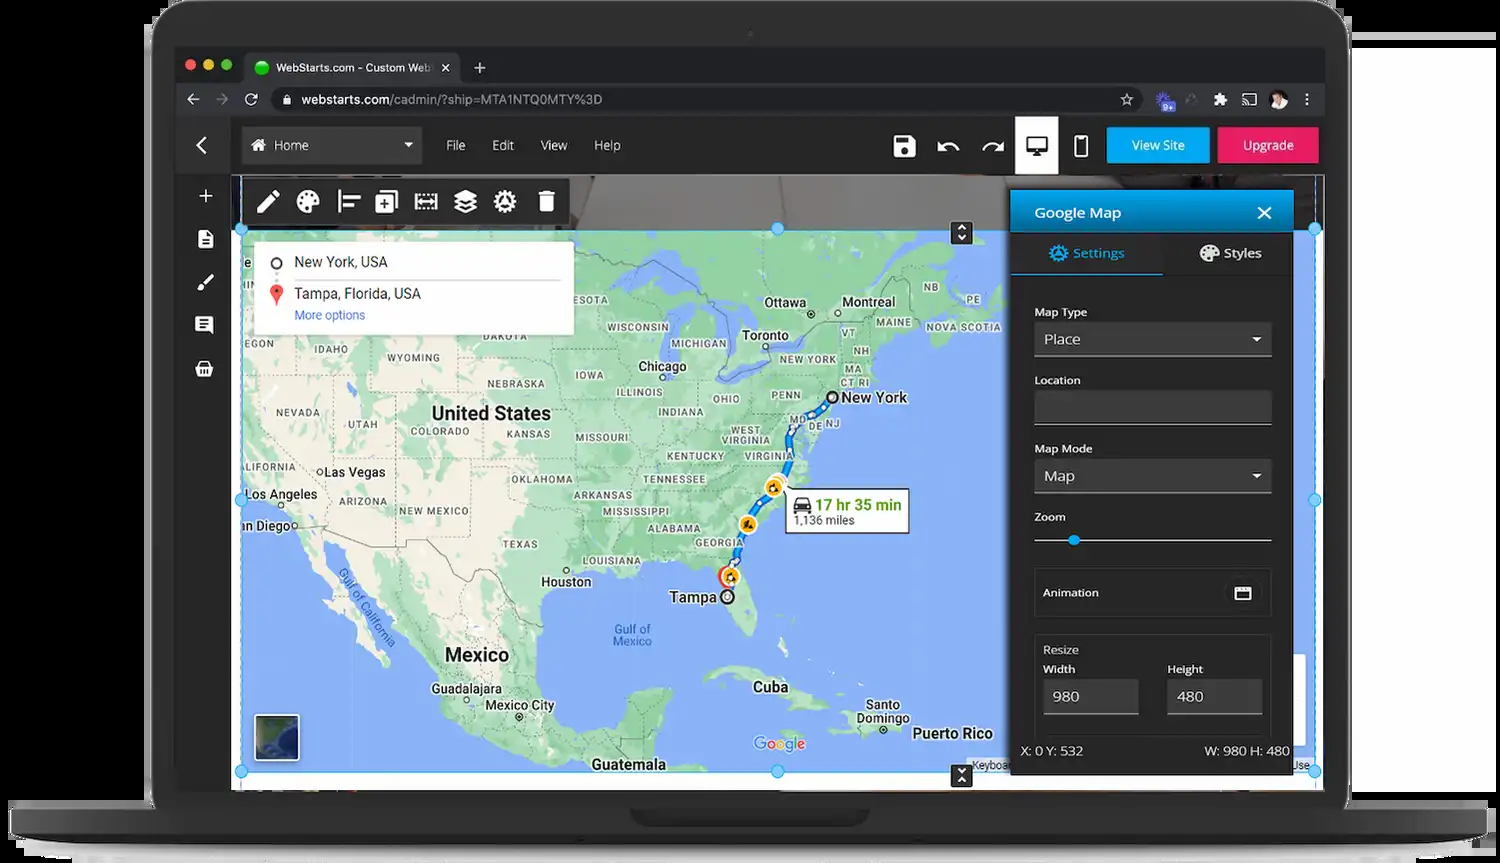 WebStarts.com - Custom Web
webstarts.com/cadmin/?ship=MTA1NTQ0MTY%3D
9+
Home
File
Edit
View
Help
View Site
Upgrade
New York, USA
Tampa, Florida, USA
More options
Google Map
Settings
Styles
Map Type
Place
Location
Map Mode
Map
Zoom
Animation
Resize
Width
Height
980
480
X: 0 Y: 532
W: 980 H: 480
ESOTA
Ottawa
Montreal
NB
PE
WISCONSIN
MICHIGAN
Toronto
VT
MAINE
NOVA SCOTIA
EGON
IDAHO
WYOMING
DAKOTA
Chicago
NEW YORK
NH
MA
CT RI
NEBRASKA
IOWA
ILLINOIS
INDIANA
OHIO
PENN
New York
NEVADA
UTAH
United States
COLORADO
KANSAS
MISSOURI
WEST
VIRGINIA
MD
DE
NJ
KENTUCKY
VIRGINIA
LIFORNIA
Las Vegas
OKLAHOMA
TENNESSEE
Los Angeles
ARIZONA
NEW MEXICO
ARKANSAS
MISSISSIPPI
17 hr 35 min
1,136 miles
an Diego
ALABAMA
GEORGIA
TEXAS
LOUISIANA
Houston
Tampa
Gulf of
California
Gulf of
Mexico
Mexico
Guadalajara
Mexico City
Cuba
Santo
Domingo
Puerto Rico
Google
Guatemala
Keyboar
Use